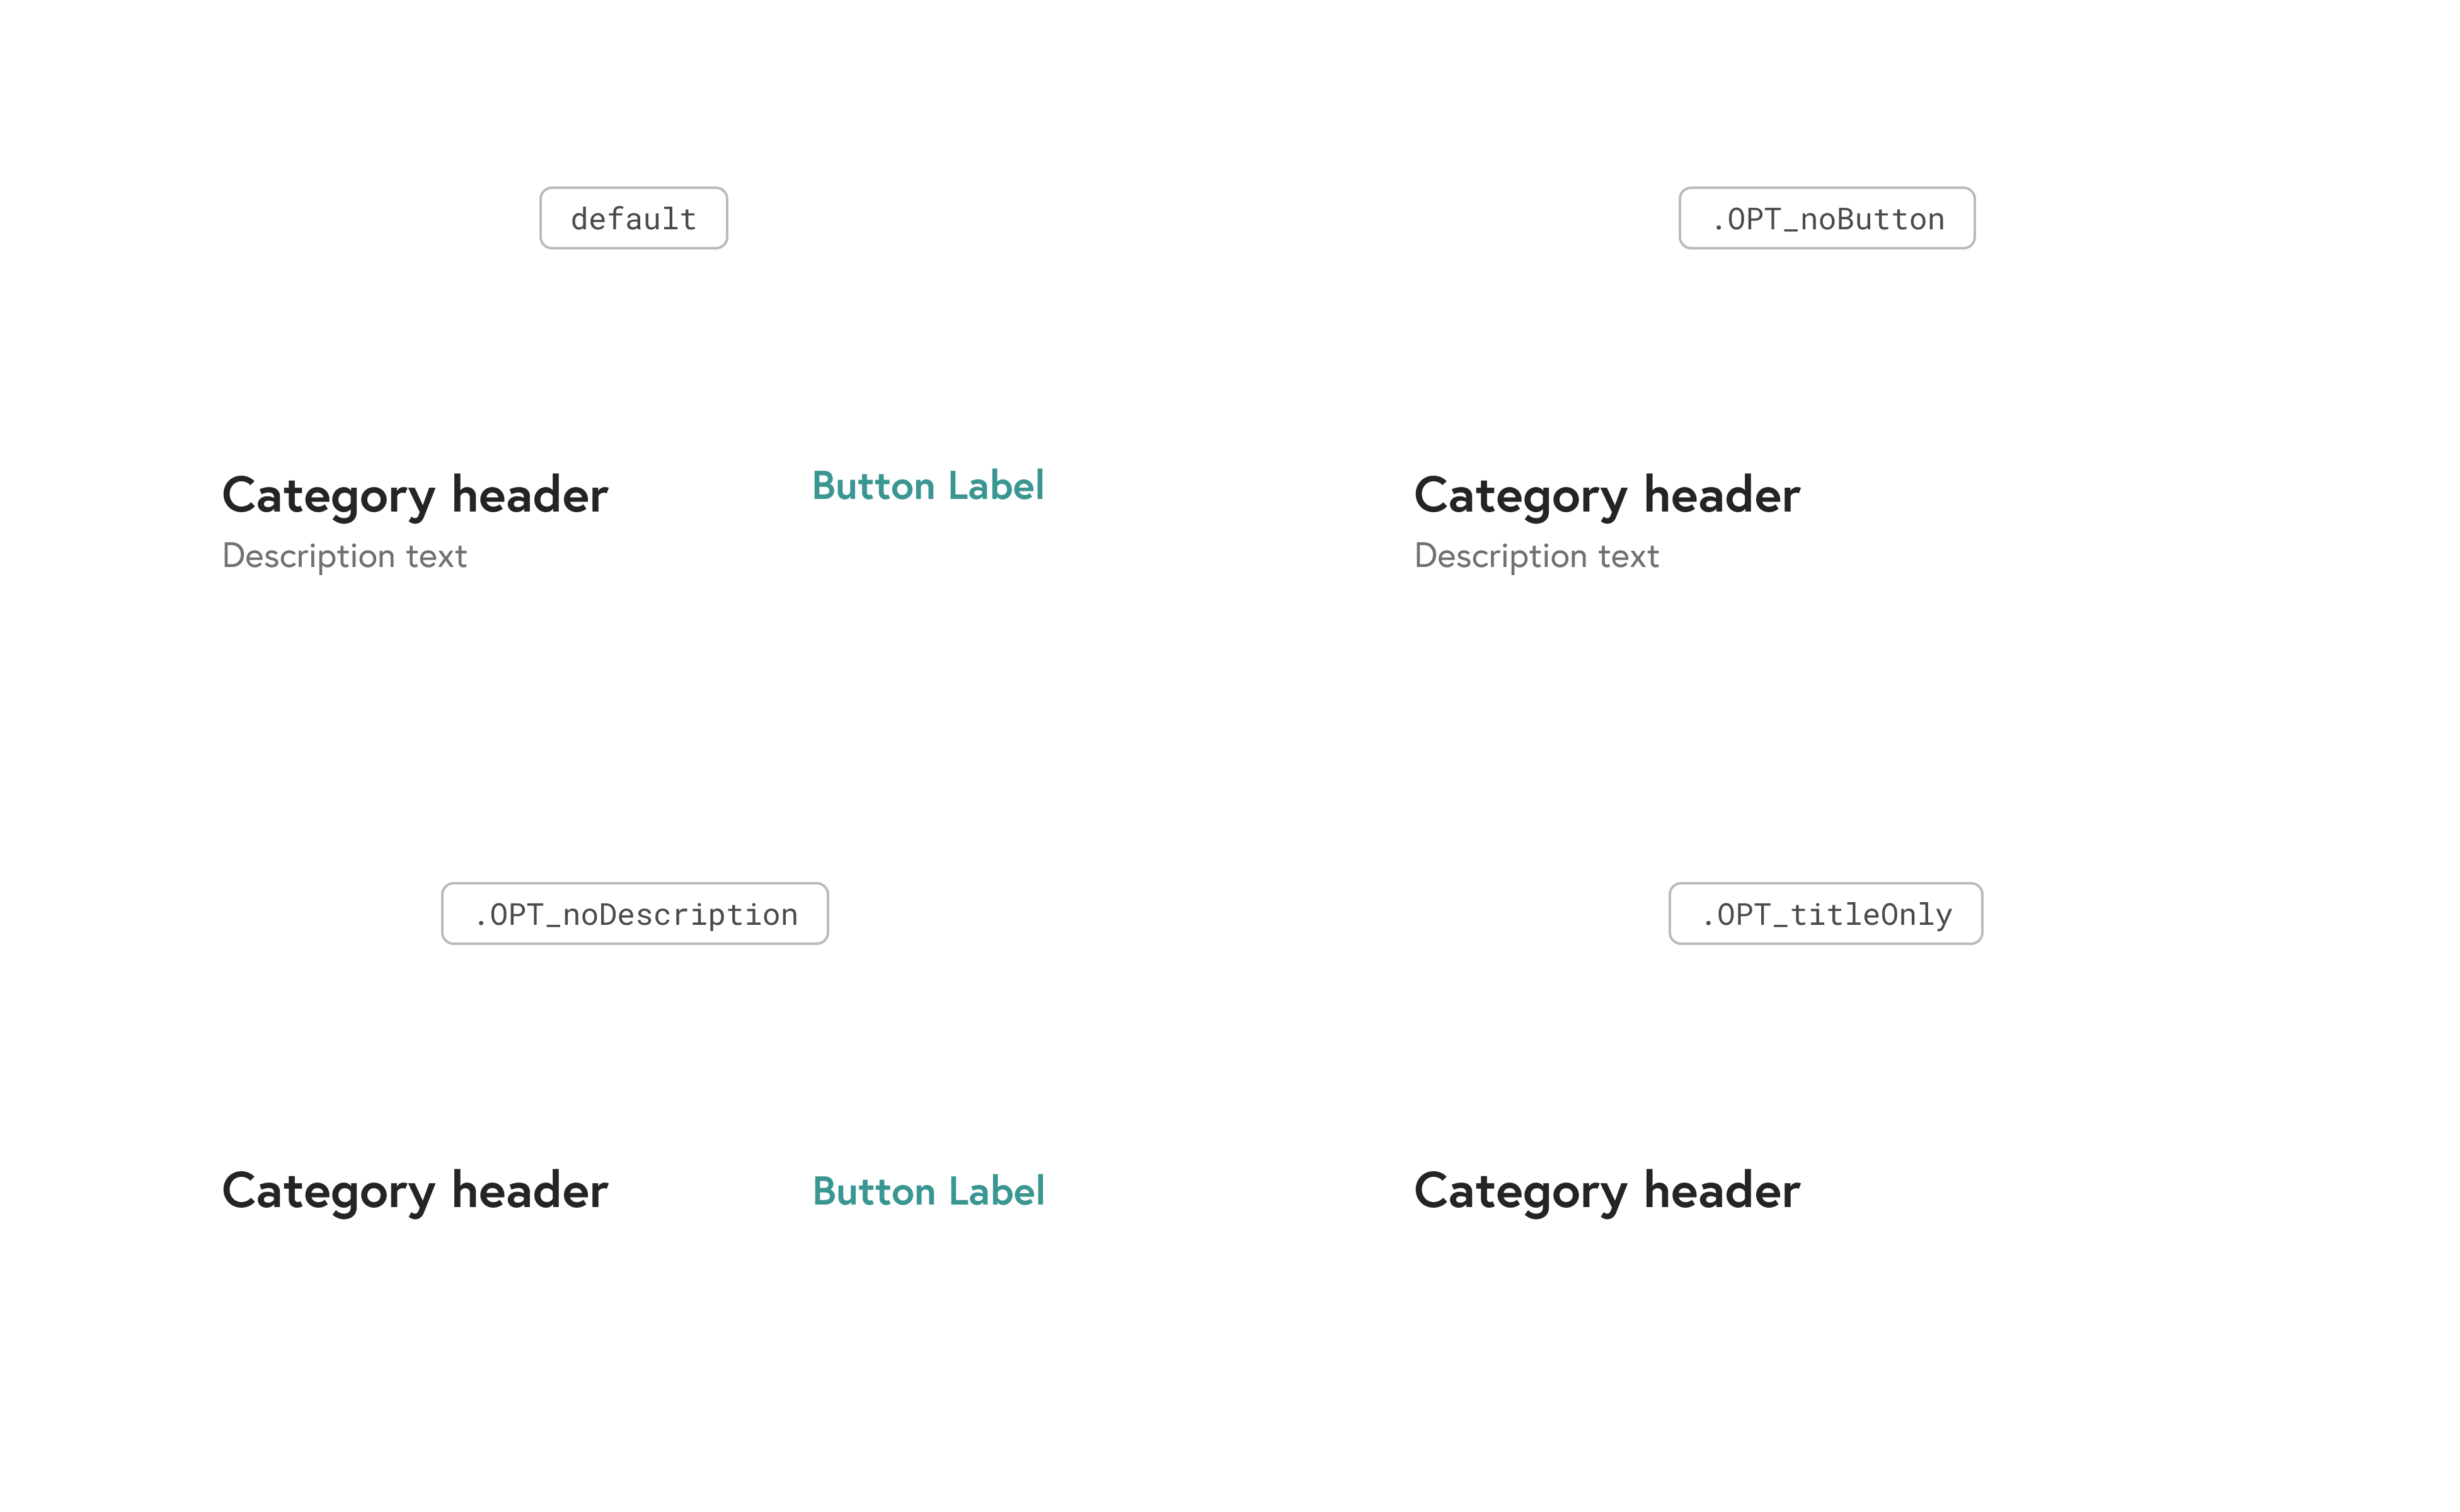 default
.OPT_noButton
Category header
Button Label
Description text
Category header
Description text
.OPT_noDescription
.OPT_titleOnly
Category header
Button Label
Category header